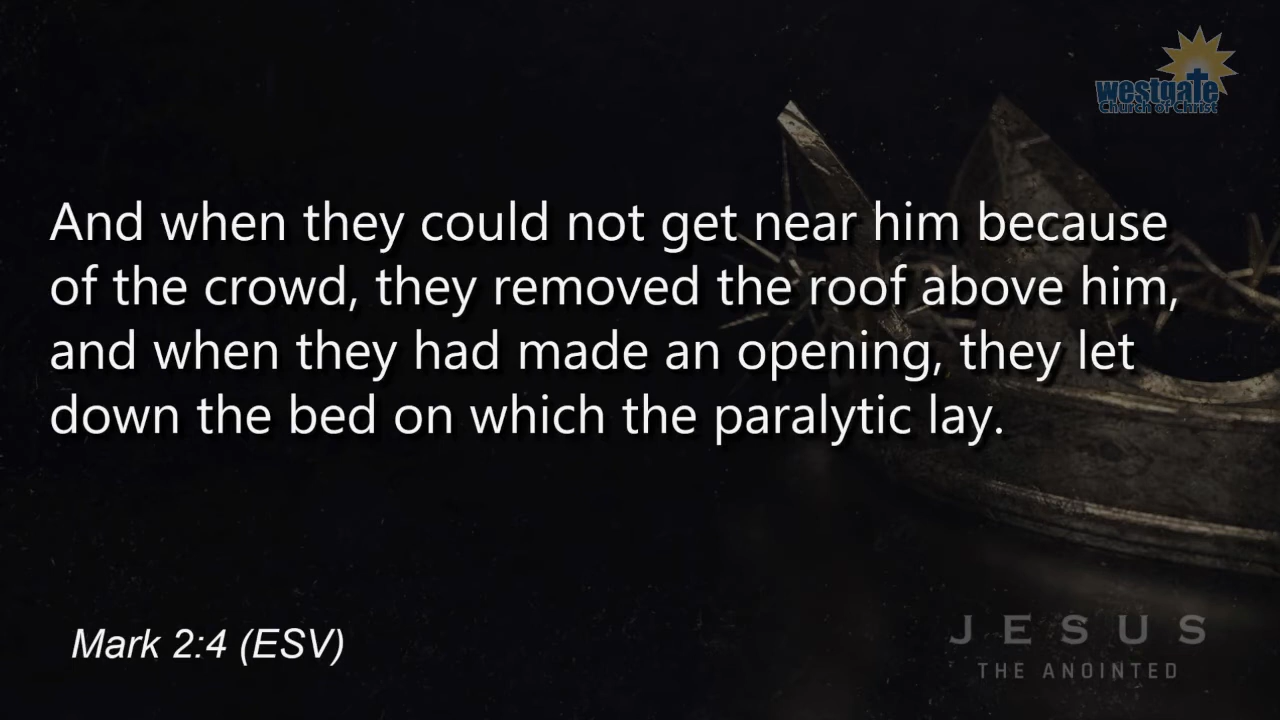 westgate
Church of Christ
And when they could not get near him because
of the crowd, they removed the roof above him,
and when they had made an opening, they let
down the bed on which the paralytic lay.
Mark 2:4 (ESV)
JESUS
THE ANOINTED